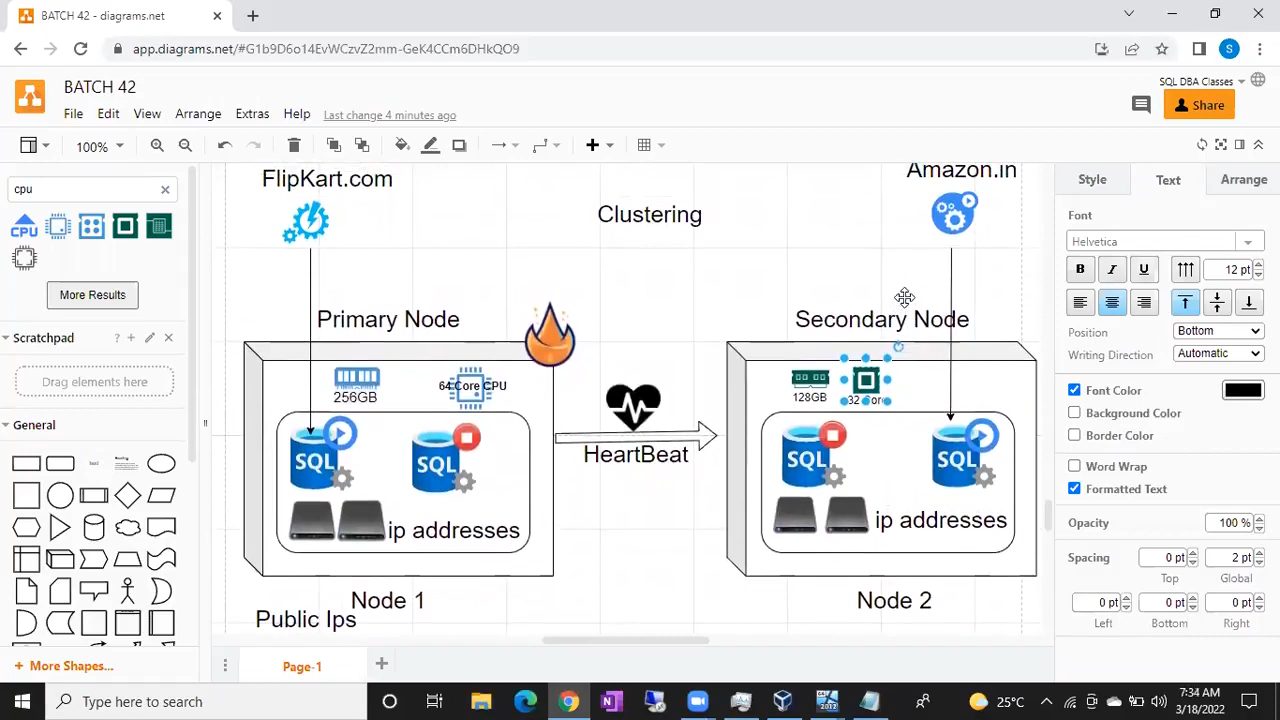 BATCH 42 - diagrams.net
app.diagrams.net/#G1b9D6o14EvWCzvZ2mm-GeK4CCm6DHkQO9
S
BATCH 42
SQL DBA Classes
File Edit View Arrange Extras Help Last change 4 minutes ago
Share
100%
cpu
CPU
More Results
Scratchpad
Drag elements here
General
More Shapes...
FlipKart.com
Clustering
Amazon.in
Primary Node
Secondary Node
256GB
64 Core CPU
128GB
32 Core
SQL
SQL
SQL
SQL
HeartBeat
ip addresses
ip addresses
Node 1
Node 2
Public Ips
Page-1
Style Text Arrange
Font
Helvetica
B I U 12 pt
Position Bottom
Writing Direction Automatic
Font Color
Background Color
Border Color
Word Wrap
Formatted Text
Opacity 100 %
Spacing 0 pt 2 pt
Top Global
0 pt 0 pt 0 pt
Left Bottom Right
Type here to search
25°C
7:34 AM
3/18/2022